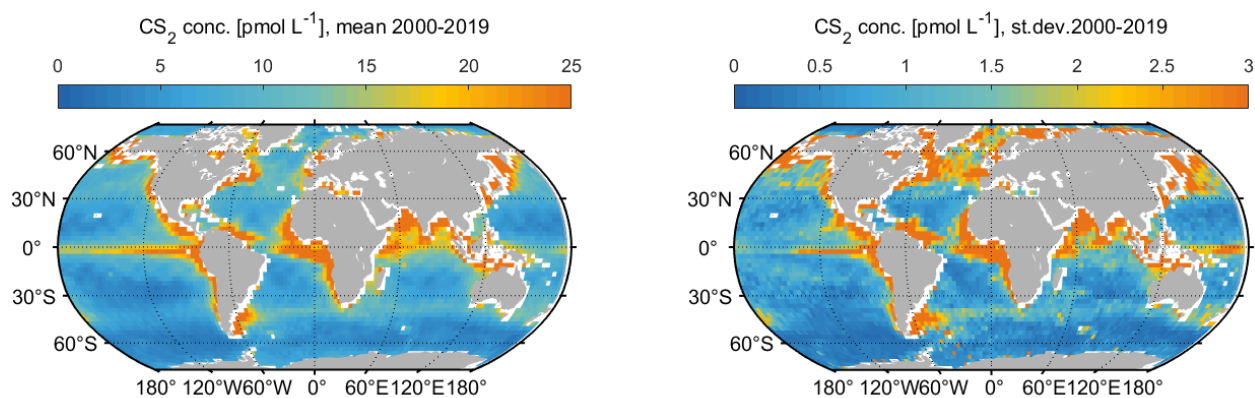 CS₂ conc. [pmol L⁻¹], mean 2000-2019
0 5 10 15 20 25
60°N
30°N
0°
30°S
60°S
180° 120°W 60°W 0° 60°E 120°E 180°
CS₂ conc. [pmol L⁻¹], st.dev.2000-2019
0 0.5 1 1.5 2 2.5 3
60°N
30°N
0°
30°S
60°S
180° 120°W 60°W 0° 60°E 120°E 180°